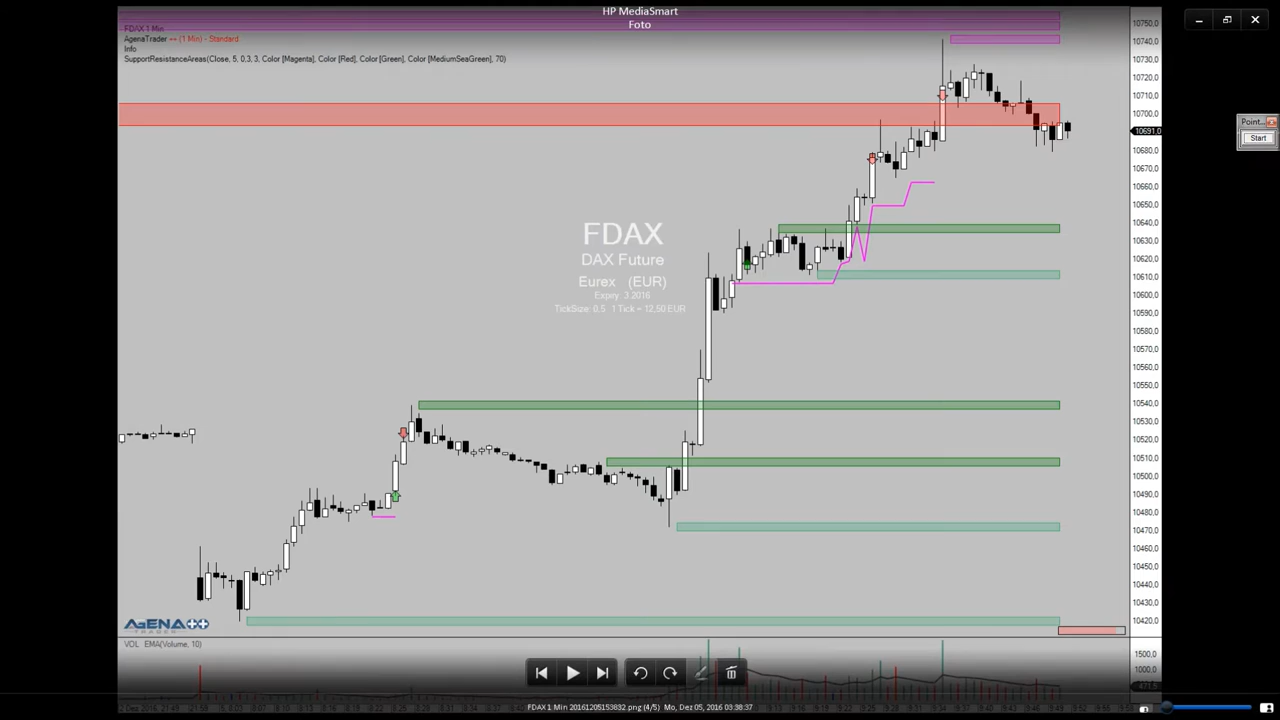 HP MediaSmart
Foto
FDAX 1 Min
AgenaTrader ↔ (1 Min) - Standard
Info
SupportResistanceAreas(Close, 5, 0,3, 3, Color [Magenta], Color [Red], Color [Green], Color [MediumSeaGreen], 70)
10750,0
10740,0
10730,0
10720,0
10710,0
10700,0
10691,0
10680,0
10670,0
10660,0
10650,0
10640,0
10630,0
10620,0
10610,0
10600,0
10590,0
10580,0
10570,0
10560,0
10550,0
10540,0
10530,0
10520,0
10510,0
10500,0
10490,0
10480,0
10470,0
10460,0
10450,0
10440,0
10430,0
10420,0
Point...
Start
FDAX
DAX Future
Eurex (EUR)
Expiry 3.2016
TickSize: 0,5 1 Tick = 12,50 EUR
AGENA
TRADER
VOL EMA(Volume, 10)
1500,0
1000,0
471,5
FDAX 1 Min 20161205153832.png (4/5) Mo, Dez 05, 2016 03:38:37